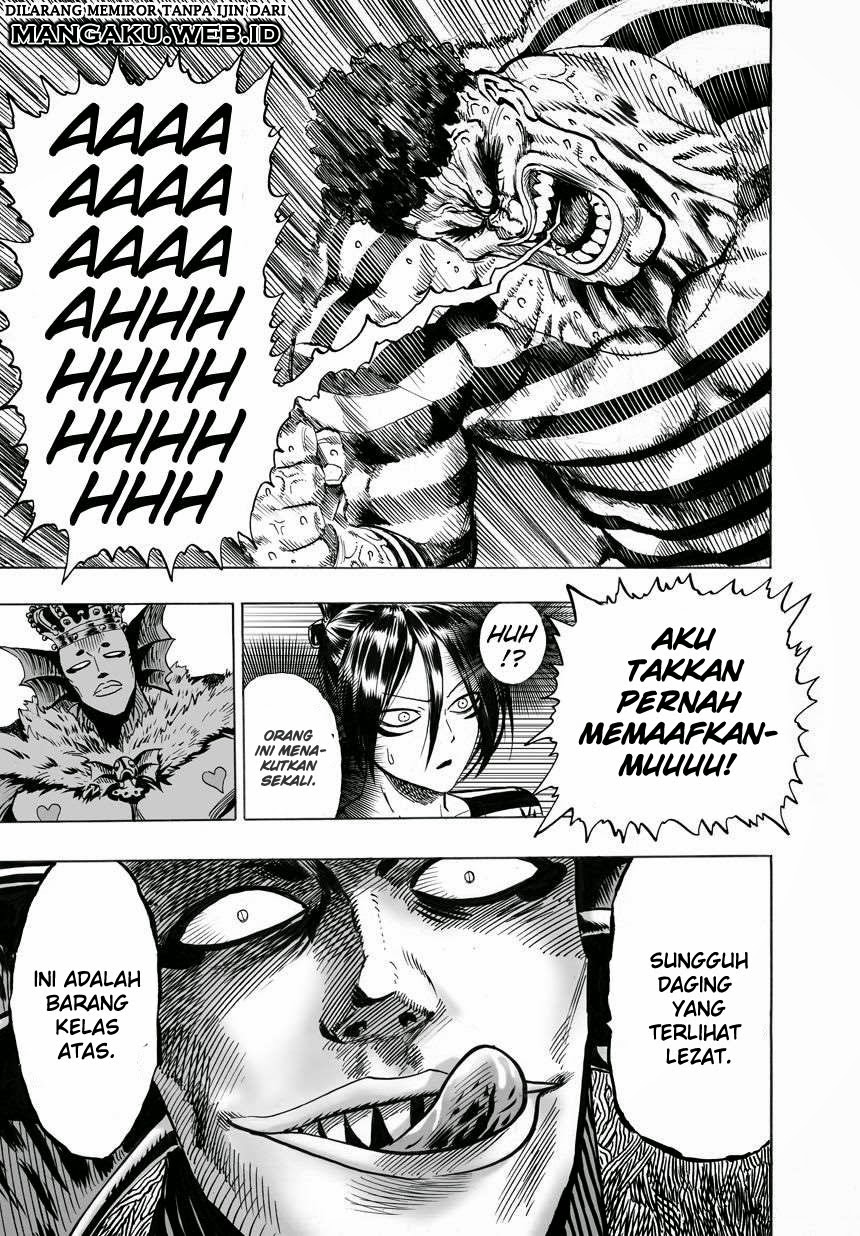 DILARANG MEMIROR TANPA IJIN DARI
MANGAKU.WEB.ID
AAAA
AAAA
AAAA
AHHH
HHHH
HHHH
HHH
AKU
TAKKAN
PERNAH
MEMAAFKAN-
MUUUU!
HUH
!?
ORANG
INI MENA-
KUTKAN
SEKALI.
SUNGGUH
DAGING
YANG
TERLIHAT
LEZAT.
INI ADALAH
BARANG
KELAS
ATAS.